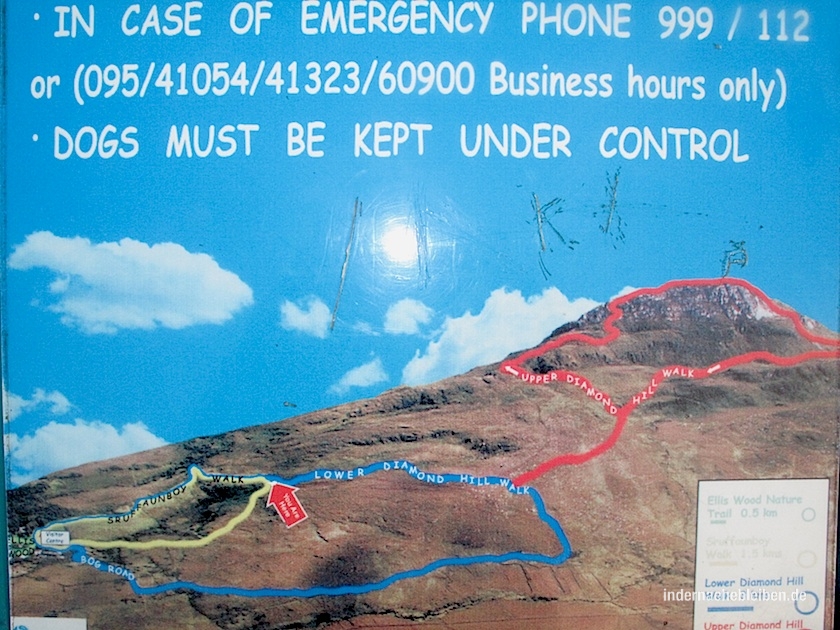 · IN CASE OF EMERGENCY PHONE 999 / 112
or (095/41054/41323/60900 Business hours only)
· DOGS MUST BE KEPT UNDER CONTROL
UPPER DIAMOND HILL WALK
LOWER DIAMOND HILL WALK
SRUFFAUNBOY WALK
You Are
Here
Visitor
Centre
WOOD
BOG ROAD
Ellis Wood Nature
Trail 0.5 km
Sruffaunboy
Walk 1.5 kms
Lower Diamond Hill
indernaehebleiben.de
Upper Diamond Hill